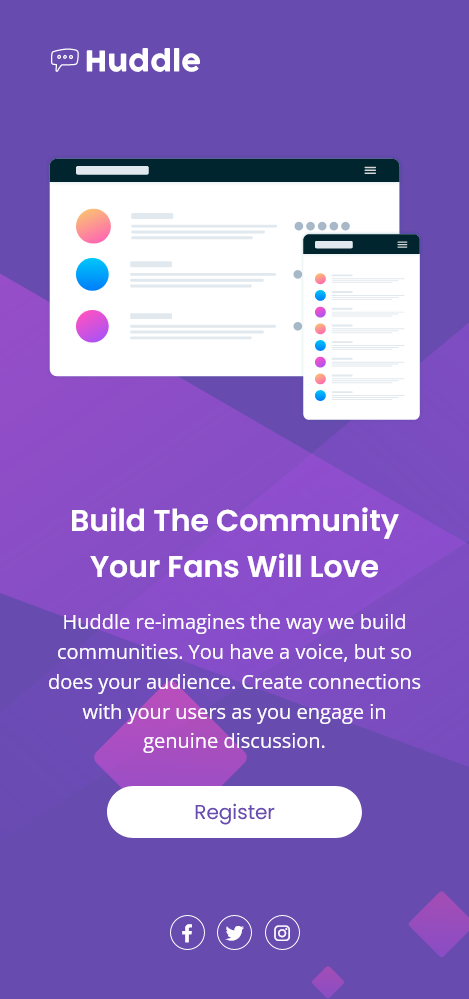 Huddle
Build The Community
Your Fans Will Love
Huddle re-imagines the way we build
communities. You have a voice, but so
does your audience. Create connections
with your users as you engage in
genuine discussion.
Register